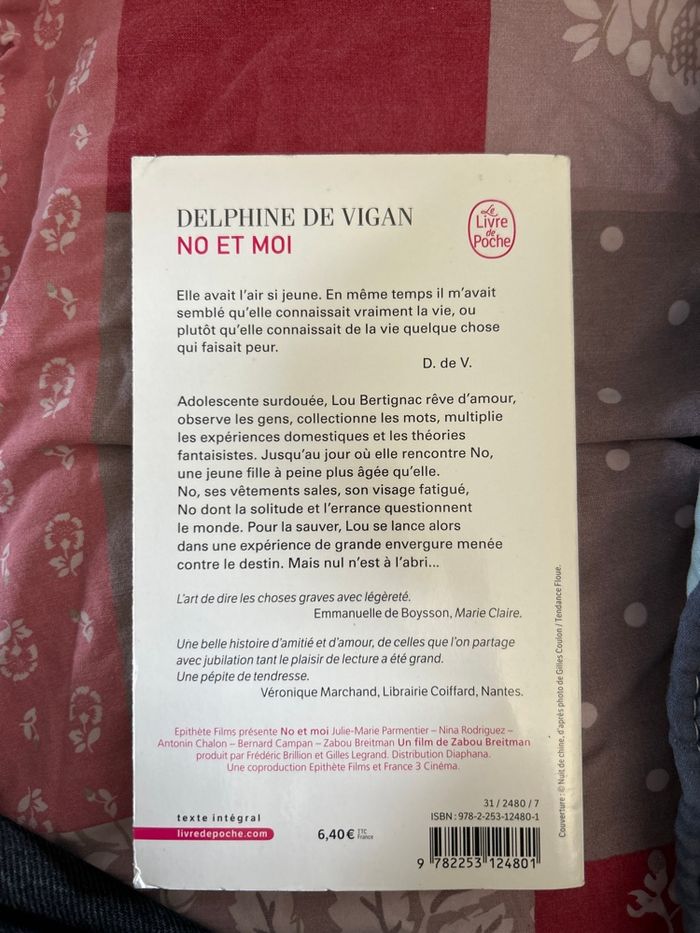 DELPHINE DE VIGAN
NO ET MOI
Le
Livre
de
Poche
Elle avait l'air si jeune. En même temps il m'avait
semblé qu'elle connaissait vraiment la vie, ou
plutôt qu'elle connaissait de la vie quelque chose
qui faisait peur.
D. de V.
Adolescente surdouée, Lou Bertignac rêve d'amour,
observe les gens, collectionne les mots, multiplie
les expériences domestiques et les théories
fantaisistes. Jusqu'au jour où elle rencontre No,
une jeune fille à peine plus âgée qu'elle.
No, ses vêtements sales, son visage fatigué,
No dont la solitude et l'errance questionnent
le monde. Pour la sauver, Lou se lance alors
dans une expérience de grande envergure menée
contre le destin. Mais nul n'est à l'abri...
L'art de dire les choses graves avec légèreté.
Emmanuelle de Boysson, Marie Claire.
Une belle histoire d'amitié et d'amour, de celles que l'on partage
avec jubilation tant le plaisir de lecture a été grand.
Une pépite de tendresse.
Véronique Marchand, Librairie Coiffard, Nantes.
Epithète Films présente No et moi Julie-Marie Parmentier – Nina Rodriguez –
Antonin Chalon – Bernard Campan – Zabou Breitman Un film de Zabou Breitman
produit par Frédéric Brillion et Gilles Legrand. Distribution Diaphana.
Une coproduction Epithète Films et France 3 Cinéma.
Couverture : © Nuit de chine, d'après photo de Gilles Coulon / Tendance Floue.
texte intégral
livredepoche.com
6,40 € TTC
France
31 / 2480 / 7
ISBN : 978-2-253-12480-1
9 782253 124801